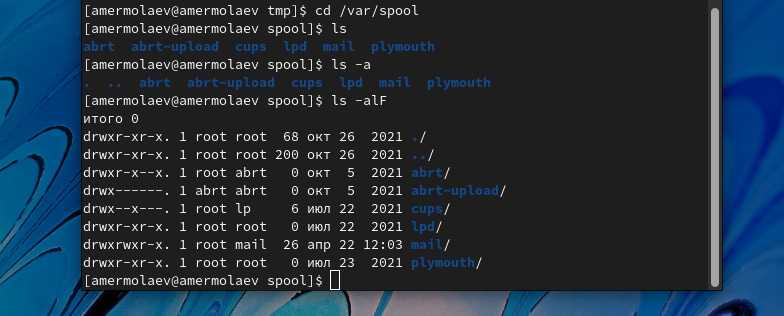 [amermolaev@amermolaev tmp]$ cd /var/spool
[amermolaev@amermolaev spool]$ ls
abrt  abrt-upload  cups  lpd  mail  plymouth
[amermolaev@amermolaev spool]$ ls -a
.  ..  abrt  abrt-upload  cups  lpd  mail  plymouth
[amermolaev@amermolaev spool]$ ls -alF
итого 0
drwxr-xr-x. 1 root root  68 окт 26  2021 ./
drwxr-xr-x. 1 root root 200 окт 26  2021 ../
drwxr-x--x. 1 root abrt   0 окт  5  2021 abrt/
drwx------. 1 abrt abrt   0 окт  5  2021 abrt-upload/
drwx--x---. 1 root lp     6 июл 22  2021 cups/
drwxr-xr-x. 1 root root   0 июл 22  2021 lpd/
drwxrwxr-x. 1 root mail  26 апр 22 12:03 mail/
drwxr-xr-x. 1 root root   0 июл 23  2021 plymouth/
[amermolaev@amermolaev spool]$